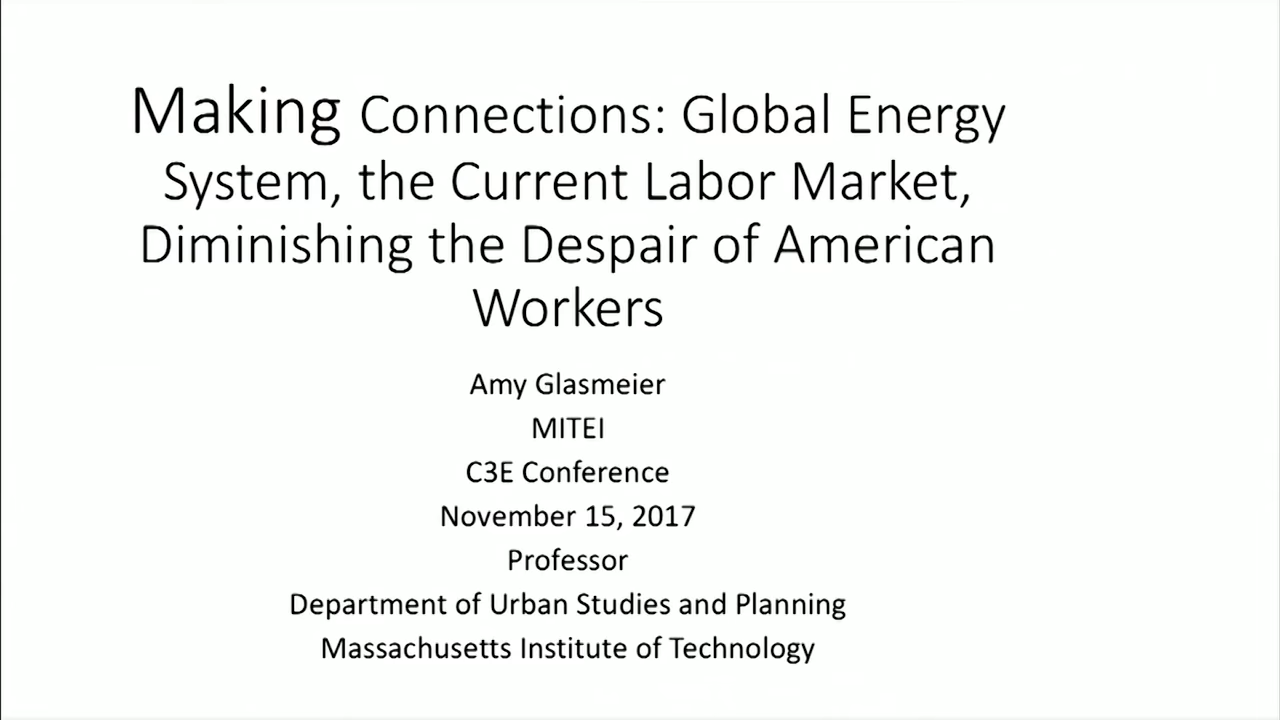 Making Connections: Global Energy
System, the Current Labor Market,
Diminishing the Despair of American
Workers
Amy Glasmeier
MITEI
C3E Conference
November 15, 2017
Professor
Department of Urban Studies and Planning
Massachusetts Institute of Technology